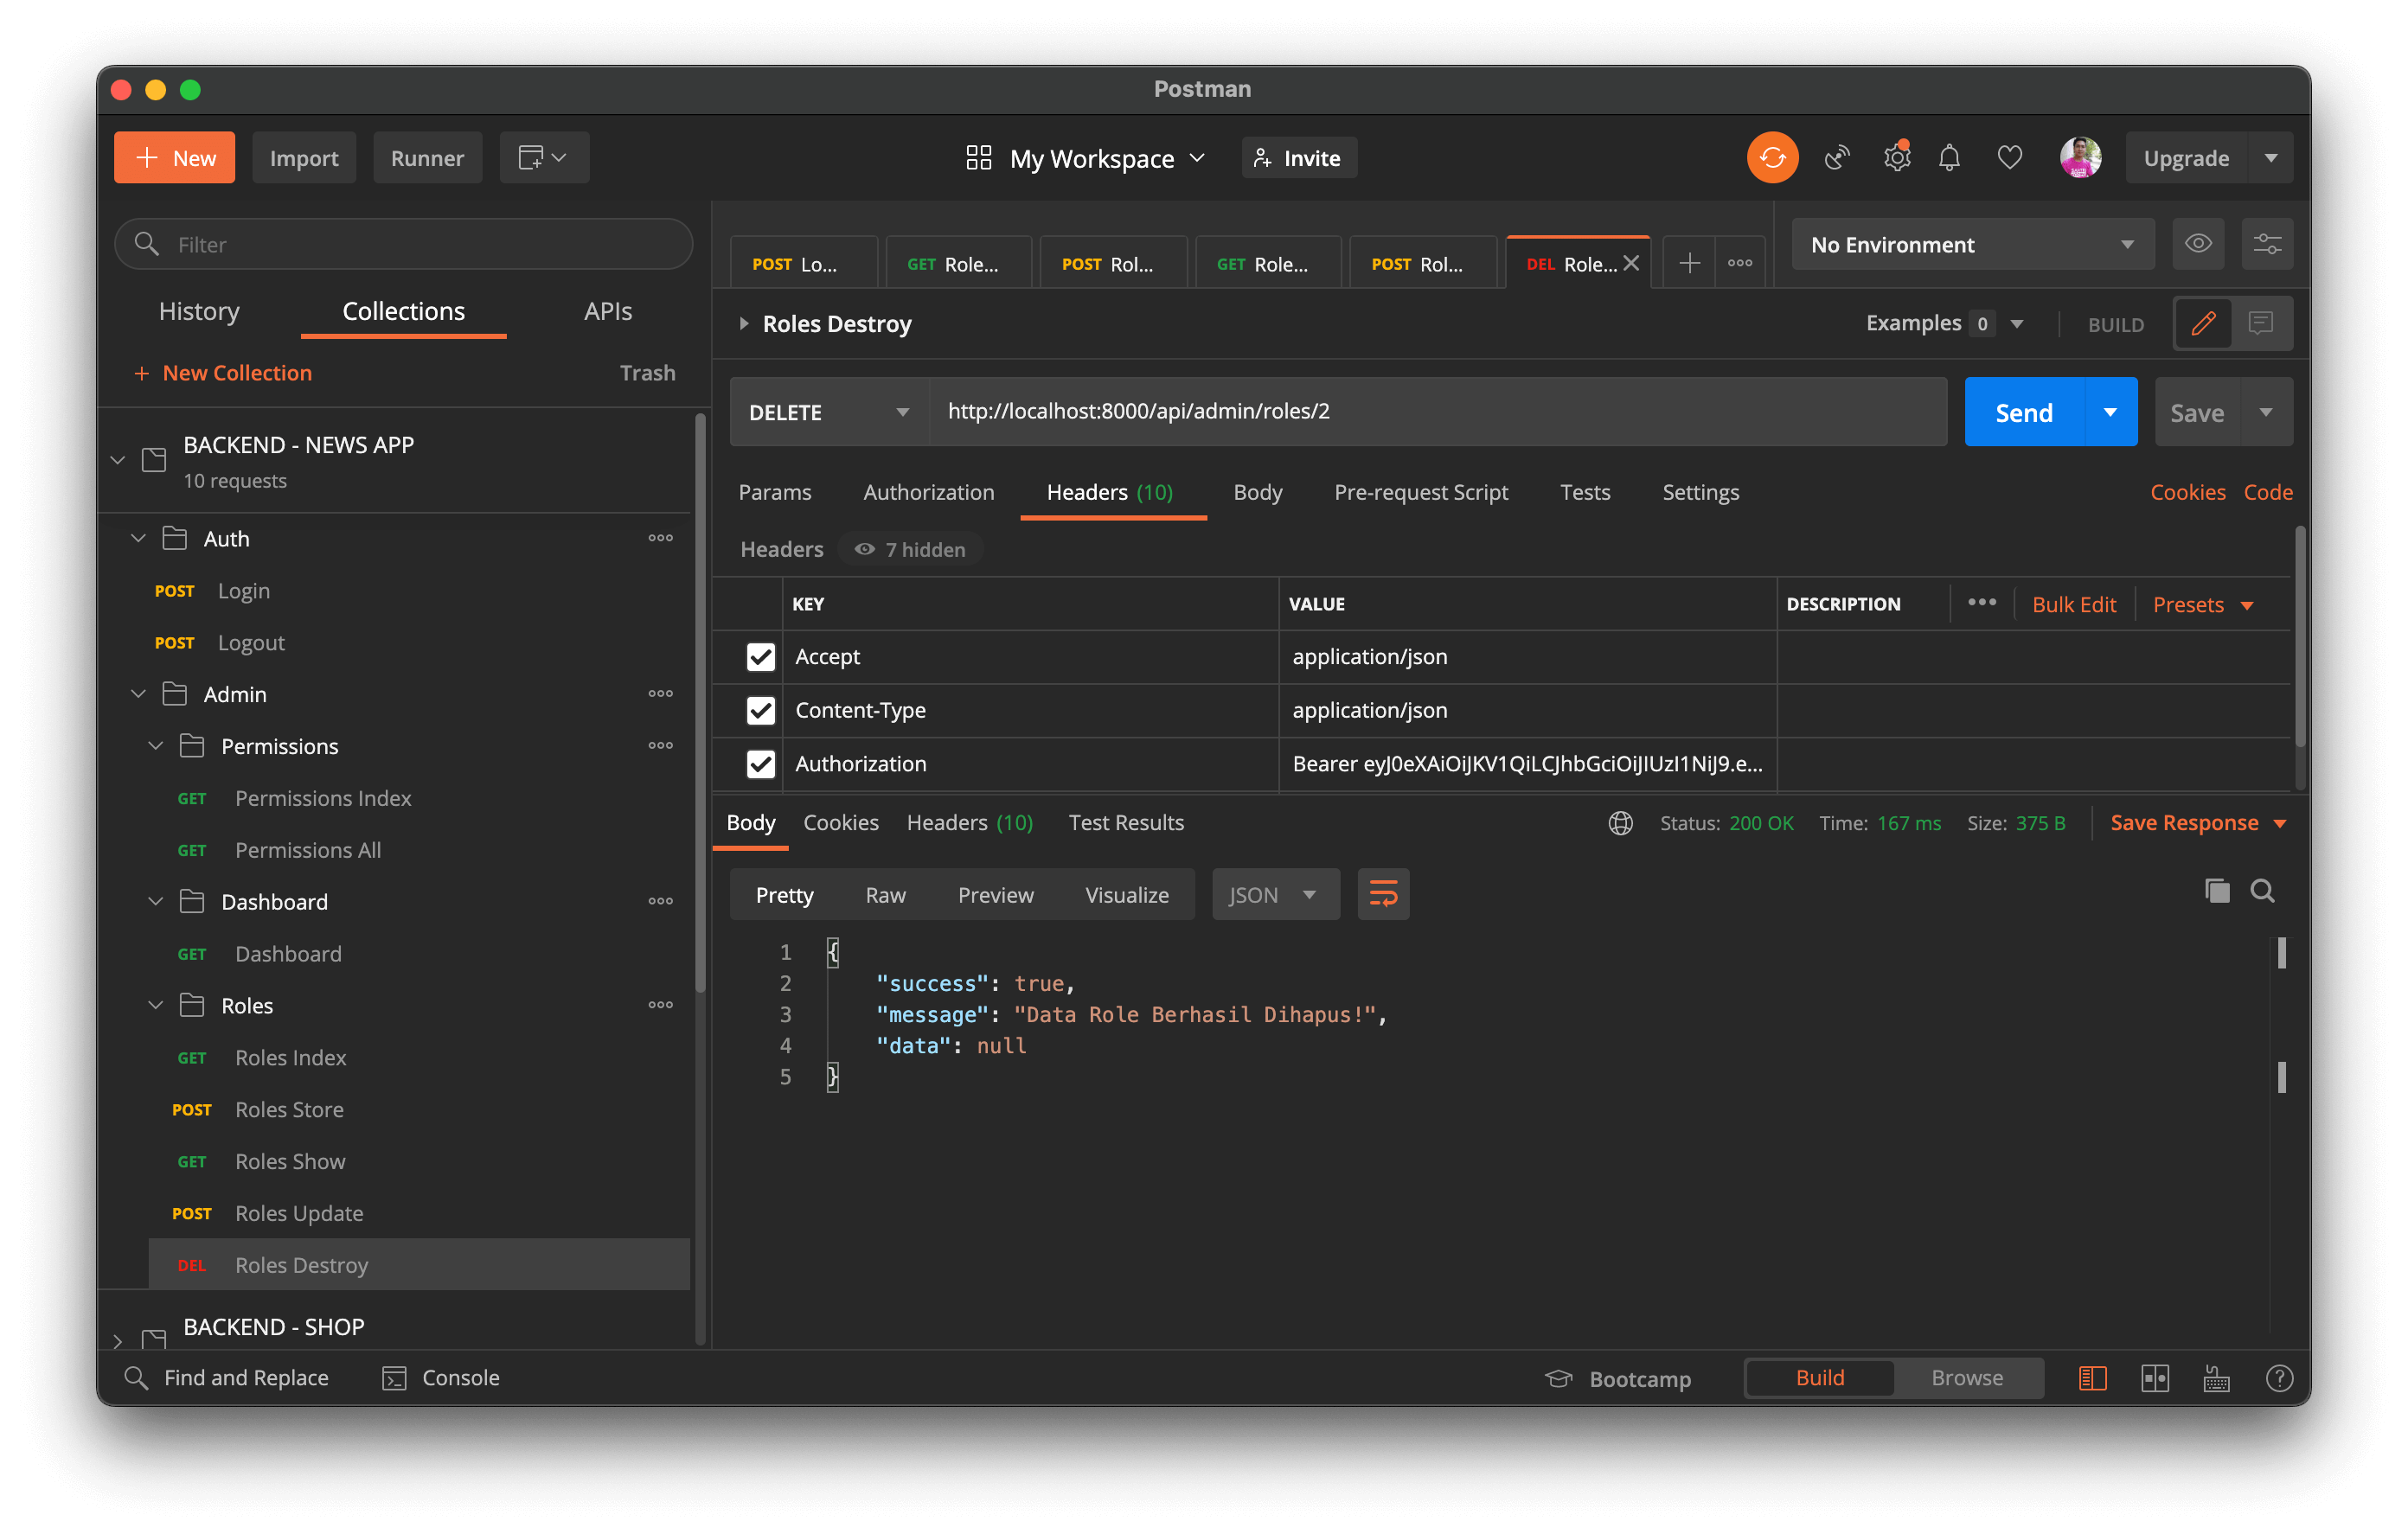 Postman
New
Import
Runner
My Workspace
Invite
Upgrade
Filter
History
Collections
APIs
New Collection
Trash
BACKEND - NEWS APP
10 requests
Auth
POST Login
POST Logout
Admin
Permissions
GET Permissions Index
GET Permissions All
Dashboard
GET Dashboard
Roles
GET Roles Index
POST Roles Store
GET Roles Show
POST Roles Update
DEL Roles Destroy
BACKEND - SHOP
POST Lo...
GET Role...
POST Rol...
GET Role...
POST Rol...
DEL Role...
No Environment
Roles Destroy
Examples 0
BUILD
DELETE
http://localhost:8000/api/admin/roles/2
Send
Save
Params
Authorization
Headers (10)
Body
Pre-request Script
Tests
Settings
Cookies
Code
Headers
7 hidden
KEY VALUE DESCRIPTION Bulk Edit Presets
Accept application/json
Content-Type application/json
Authorization Bearer eyJ0eXAiOiJKV1QiLCJhbGciOiJIUzI1NiJ9.e...
Body
Cookies
Headers (10)
Test Results
Status: 200 OK
Time: 167 ms
Size: 375 B
Save Response
Pretty
Raw
Preview
Visualize
JSON
1 {
2 "success": true,
3 "message": "Data Role Berhasil Dihapus!",
4 "data": null
5 }
Find and Replace
Console
Bootcamp
Build
Browse